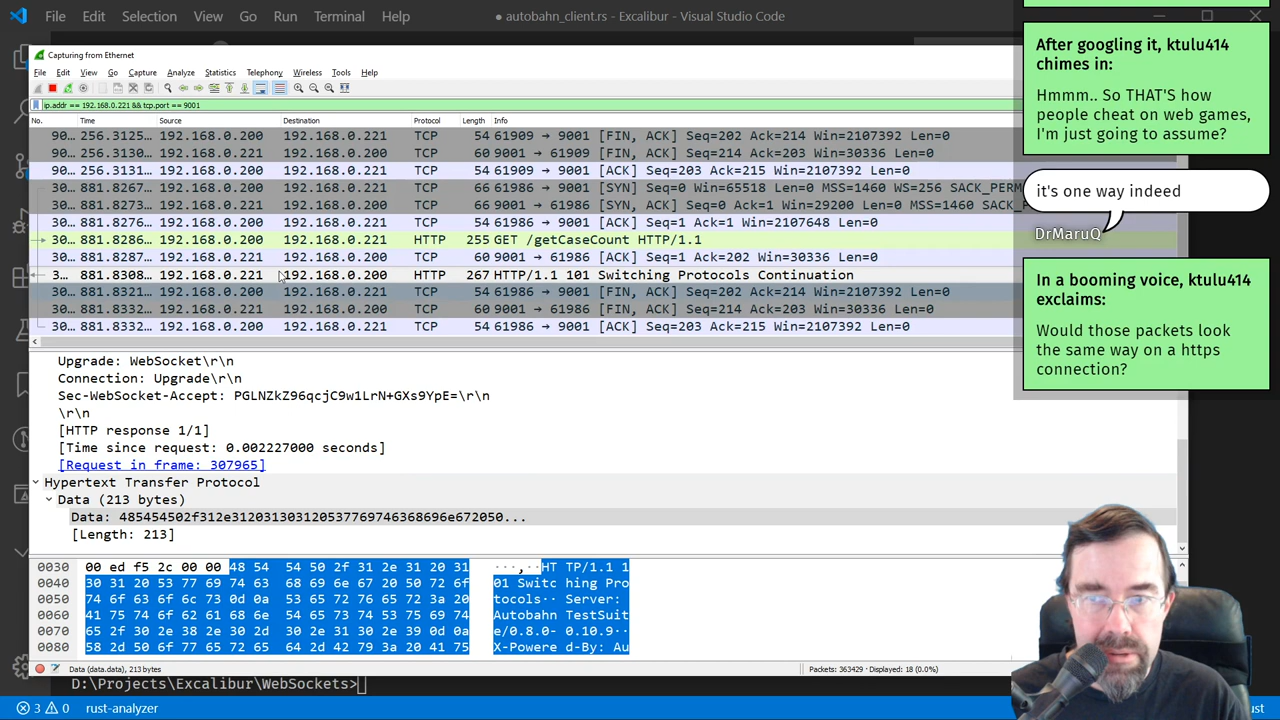 File Edit Selection View Go Run Terminal Help
● autobahn_client.rs - Excalibur - Visual Studio Code
Capturing from Ethernet
File Edit View Go Capture Analyze Statistics Telephony Wireless Tools Help
ip.addr == 192.168.0.221 && tcp.port == 9001
No. Time Source Destination Protocol Length Info
90… 256.3125… 192.168.0.200 192.168.0.221 TCP 54 61909 → 9001 [FIN, ACK] Seq=202 Ack=214 Win=2107392 Len=0
90… 256.3130… 192.168.0.221 192.168.0.200 TCP 60 9001 → 61909 [FIN, ACK] Seq=214 Ack=203 Win=30336 Len=0
90… 256.3131… 192.168.0.200 192.168.0.221 TCP 54 61909 → 9001 [ACK] Seq=203 Ack=215 Win=2107392 Len=0
30… 881.8267… 192.168.0.200 192.168.0.221 TCP 66 61986 → 9001 [SYN] Seq=0 Win=65518 Len=0 MSS=1460 WS=256 SACK_PERM
30… 881.8273… 192.168.0.221 192.168.0.200 TCP 66 9001 → 61986 [SYN, ACK] Seq=0 Ack=1 Win=29200 Len=0 MSS=1460 SACK_P
30… 881.8276… 192.168.0.200 192.168.0.221 TCP 54 61986 → 9001 [ACK] Seq=1 Ack=1 Win=2107648 Len=0
30… 881.8286… 192.168.0.200 192.168.0.221 HTTP 255 GET /getCaseCount HTTP/1.1
30… 881.8287… 192.168.0.221 192.168.0.200 TCP 60 9001 → 61986 [ACK] Seq=1 Ack=202 Win=30336 Len=0
3… 881.8308… 192.168.0.221 192.168.0.200 HTTP 267 HTTP/1.1 101 Switching Protocols Continuation
30… 881.8321… 192.168.0.200 192.168.0.221 TCP 54 61986 → 9001 [FIN, ACK] Seq=202 Ack=214 Win=2107392 Len=0
30… 881.8332… 192.168.0.221 192.168.0.200 TCP 60 9001 → 61986 [FIN, ACK] Seq=214 Ack=203 Win=30336 Len=0
30… 881.8332… 192.168.0.200 192.168.0.221 TCP 54 61986 → 9001 [ACK] Seq=203 Ack=215 Win=2107392 Len=0
Upgrade: WebSocket\r\n
Connection: Upgrade\r\n
Sec-WebSocket-Accept: PGLNZkZ96qcjC9w1LrN+GXs9YpE=\r\n
\r\n
[HTTP response 1/1]
[Time since request: 0.002227000 seconds]
[Request in frame: 307965]
Hypertext Transfer Protocol
Data (213 bytes)
Data: 485454502f312e312031303120537769746368696e672050...
[Length: 213]
0030 00 ed f5 2c 00 00 48 54 54 50 2f 31 2e 31 20 31 ···,··HT TP/1.1 1
0040 30 31 20 53 77 69 74 63 68 69 6e 67 20 50 72 6f 01 Switc hing Pro
0050 74 6f 63 6f 6c 73 0d 0a 53 65 72 76 65 72 3a 20 tocols·· Server:
0060 41 75 74 6f 62 61 68 6e 54 65 73 74 53 75 69 74 Autobahn TestSuit
0070 65 2f 30 2e 38 2e 30 2d 30 2e 31 30 2e 39 0d 0a e/0.8.0- 0.10.9··
0080 58 2d 50 6f 77 65 72 65 64 2d 42 79 3a 20 41 75 X-Powere d-By: Au
Data (data.data), 213 bytes
Packets: 363429 · Displayed: 18 (0.0%)
D:\Projects\Excalibur\WebSockets>
3 0 rust-analyzer
After googling it, ktulu414
chimes in:
Hmmm.. So THAT'S how
people cheat on web games,
I'm just going to assume?
it's one way indeed
DrMaruQ
In a booming voice, ktulu414
exclaims:
Would those packets look
the same way on a https
connection?